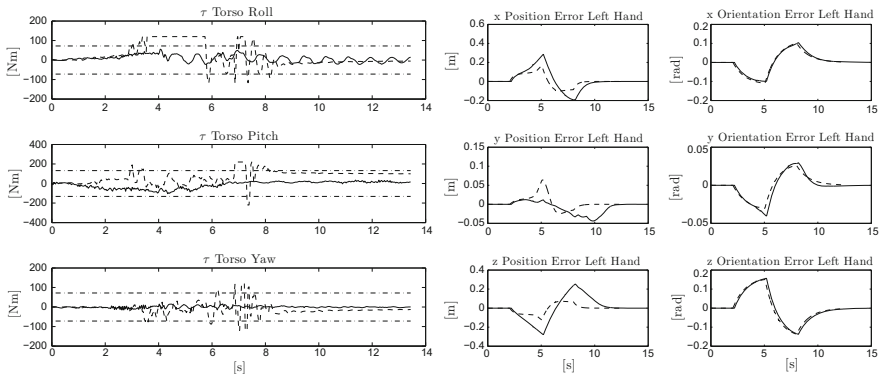 τ Torso Roll
[Nm]
200
100
0
−100
−200
0 2 4 6 8 10 12 14
τ Torso Pitch
[Nm]
400
200
0
−200
−400
0 2 4 6 8 10 12 14
τ Torso Yaw
[Nm]
200
100
0
−100
−200
0 2 4 6 8 10 12 14
[s]
x Position Error Left Hand
[m]
0.6
0.4
0.2
0
−0.2
0 5 10 15
y Position Error Left Hand
[m]
0.15
0.1
0.05
0
−0.05
0 5 10 15
z Position Error Left Hand
[m]
0.4
0.2
0
−0.2
−0.4
0 5 10 15
[s]
x Orientation Error Left Hand
[rad]
0.2
0.1
0
−0.1
−0.2
0 5 10 15
y Orientation Error Left Hand
[rad]
0.05
0
−0.05
0 5 10 15
z Orientation Error Left Hand
[rad]
0.2
0.1
0
−0.1
−0.2
0 5 10 15
[s]